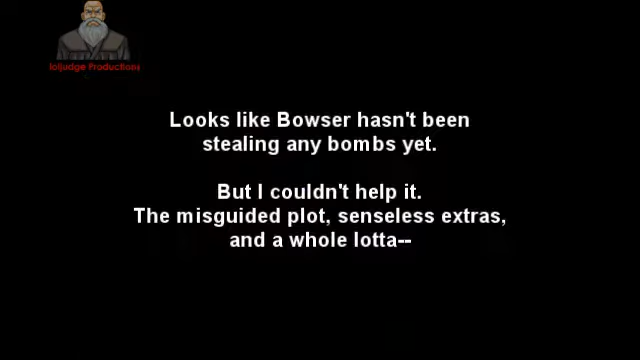 loljudge Productions
Looks like Bowser hasn't been
stealing any bombs yet.
But I couldn't help it.
The misguided plot, senseless extras,
and a whole lotta--